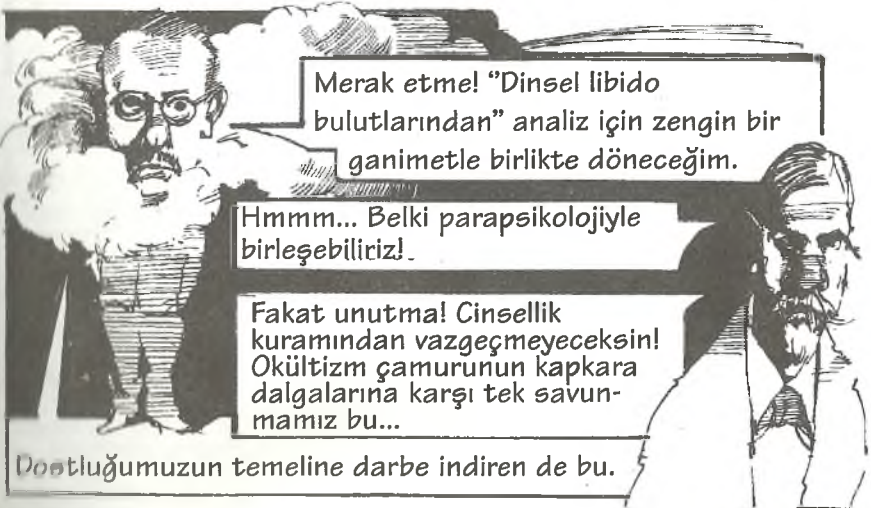 Merak etme! "Dinsel libido
bulutlarından" analiz için zengin bir
ganimetle birlikte döneceğim.
Hmmm... Belki parapsikolojiyle
birleşebiliriz!
Fakat unutma! Cinsellik
kuramından vazgeçmeyeceksin!
Okültizm çamurunun kapkara
dalgalarına karşı tek savun-
mamız bu...
Dostluğumuzun temeline darbe indiren de bu.